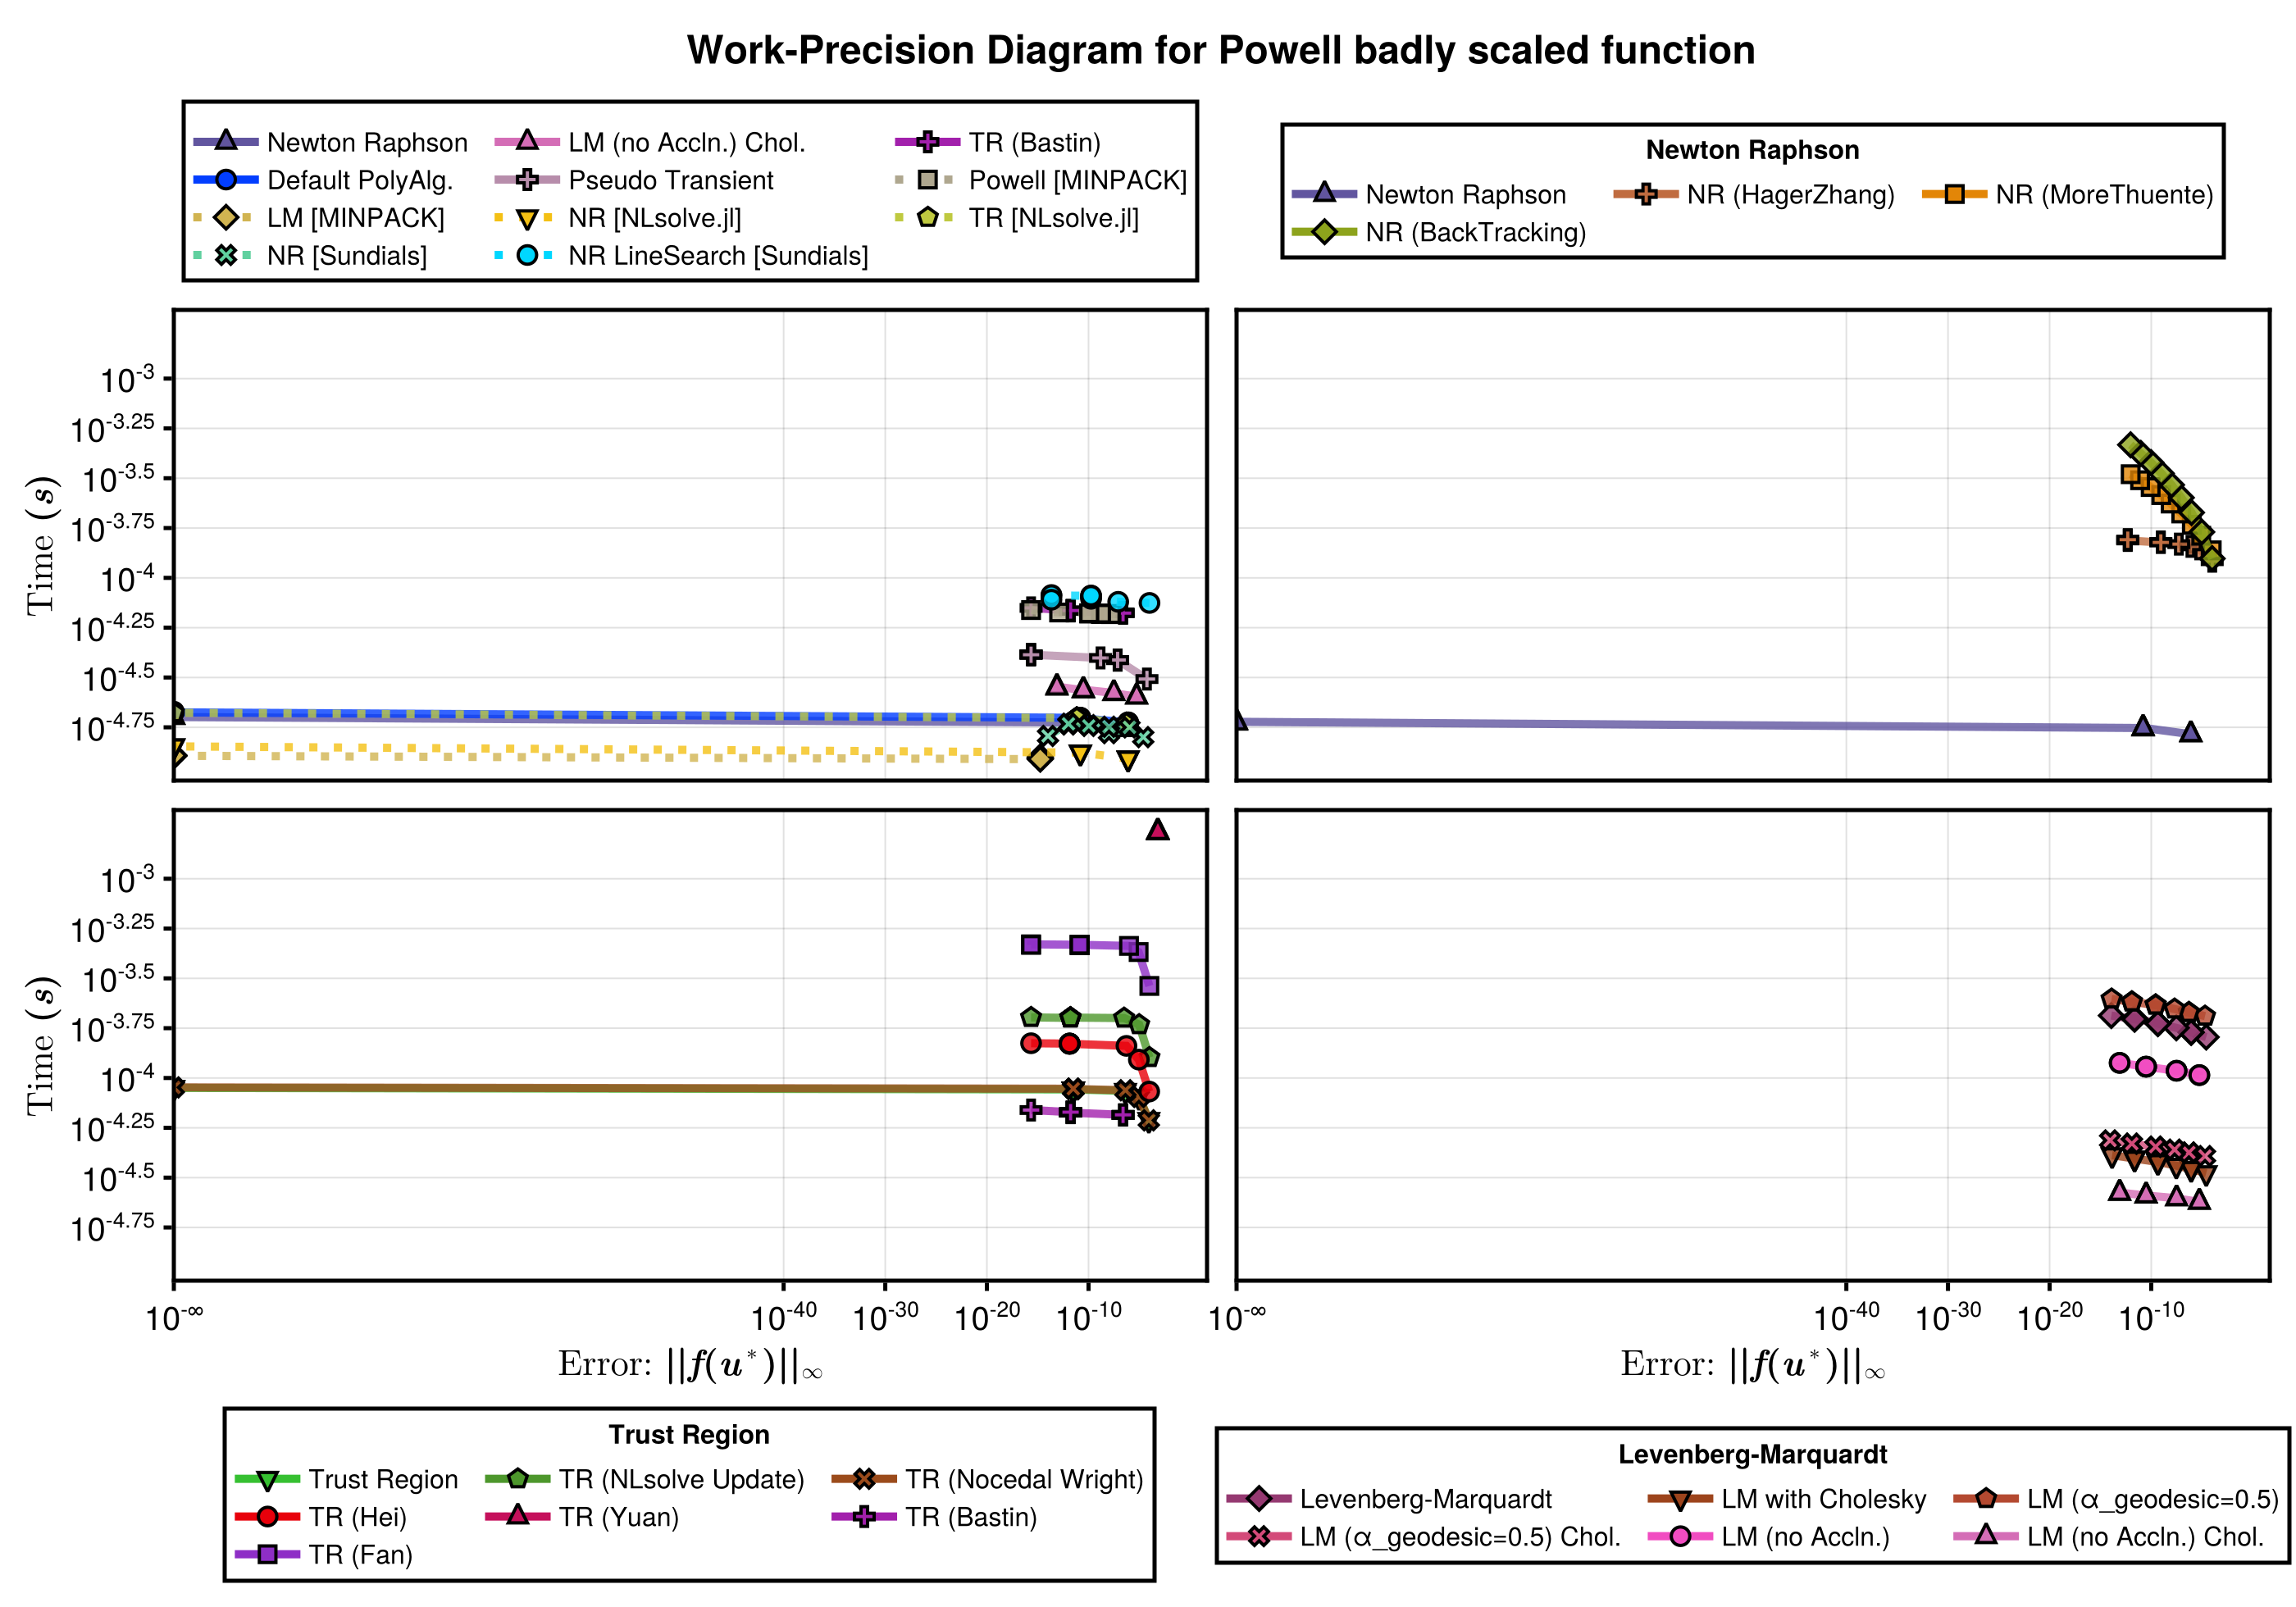 Work-Precision Diagram for Powell badly scaled function
Newton Raphson LM (no Accln.) Chol. TR (Bastin)
Default PolyAlg. Pseudo Transient Powell [MINPACK]
LM [MINPACK] NR [NLsolve.jl] TR [NLsolve.jl]
NR [Sundials] NR LineSearch [Sundials]
Newton Raphson
Newton Raphson NR (HagerZhang) NR (MoreThuente)
NR (BackTracking)
10^-3
10^-3.25
10^-3.5
10^-3.75
10^-4
10^-4.25
10^-4.5
10^-4.75
Time (s)
10^-3
10^-3.25
10^-3.5
10^-3.75
10^-4
10^-4.25
10^-4.5
10^-4.75
Time (s)
10^-∞ 10^-40 10^-30 10^-20 10^-10
Error: ||f(u*)||∞
10^-∞ 10^-40 10^-30 10^-20 10^-10
Error: ||f(u*)||∞
Trust Region
Trust Region TR (NLsolve Update) TR (Nocedal Wright)
TR (Hei) TR (Yuan) TR (Bastin)
TR (Fan)
Levenberg-Marquardt
Levenberg-Marquardt LM with Cholesky LM (α_geodesic=0.5)
LM (α_geodesic=0.5) Chol. LM (no Accln.) LM (no Accln.) Chol.